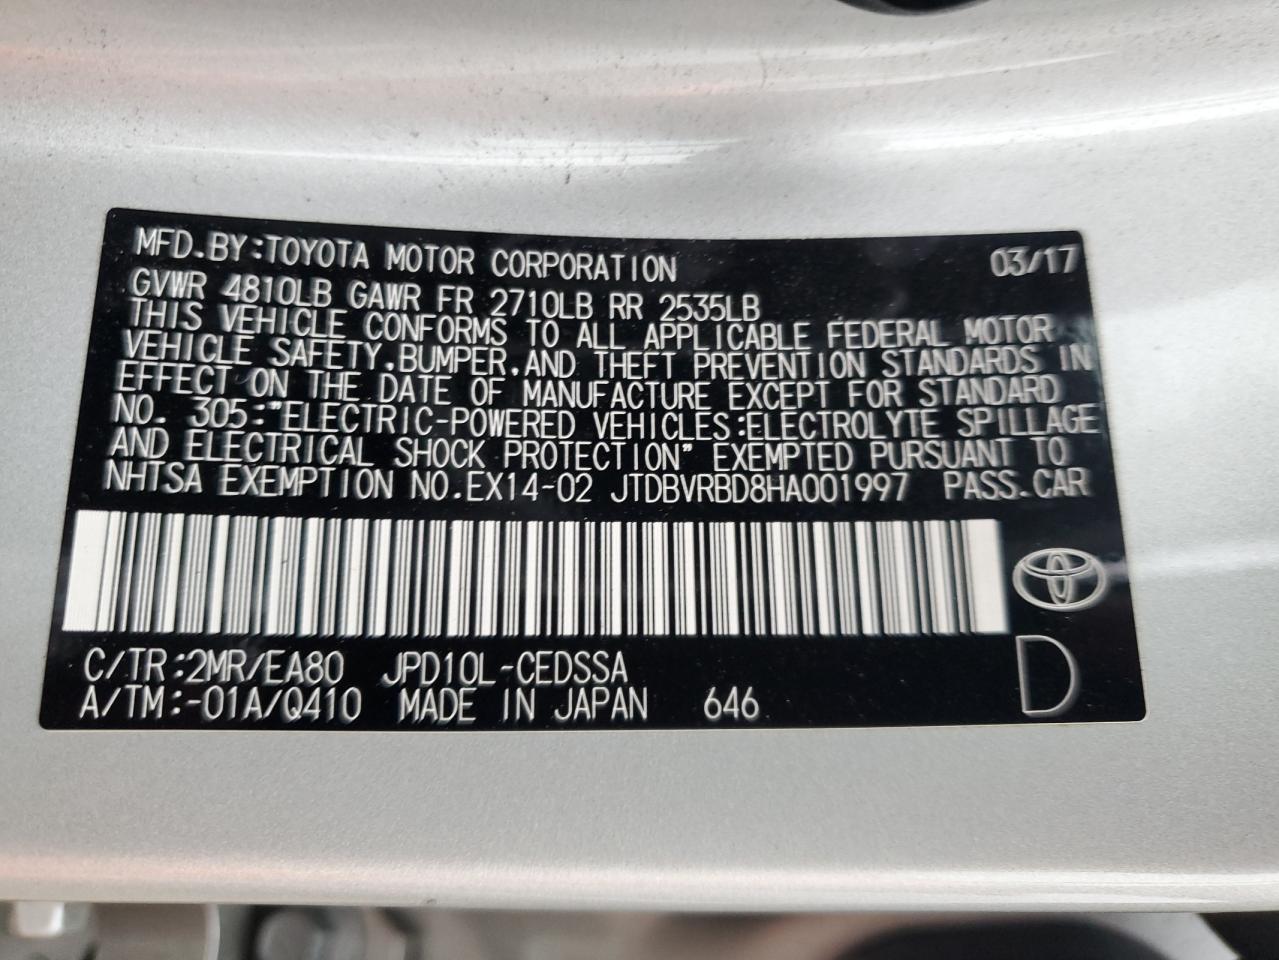 MFD.BY:TOYOTA MOTOR CORPORATION 03/17
GVWR 4810LB GAWR FR 2710LB RR 2535LB
THIS VEHICLE CONFORMS TO ALL APPLICABLE FEDERAL MOTOR
VEHICLE SAFETY,BUMPER,AND THEFT PREVENTION STANDARDS IN
EFFECT ON THE DATE OF MANUFACTURE EXCEPT FOR STANDARD
NO. 305:"ELECTRIC-POWERED VEHICLES:ELECTROLYTE SPILLAGE
AND ELECTRICAL SHOCK PROTECTION" EXEMPTED PURSUANT TO
NHTSA EXEMPTION NO.EX14-02 JTDBVRBD8HA001997 PASS.CAR
C/TR:2MR/EA80 JPD10L-CEDSSA
A/TM:-01A/Q410 MADE IN JAPAN 646
D